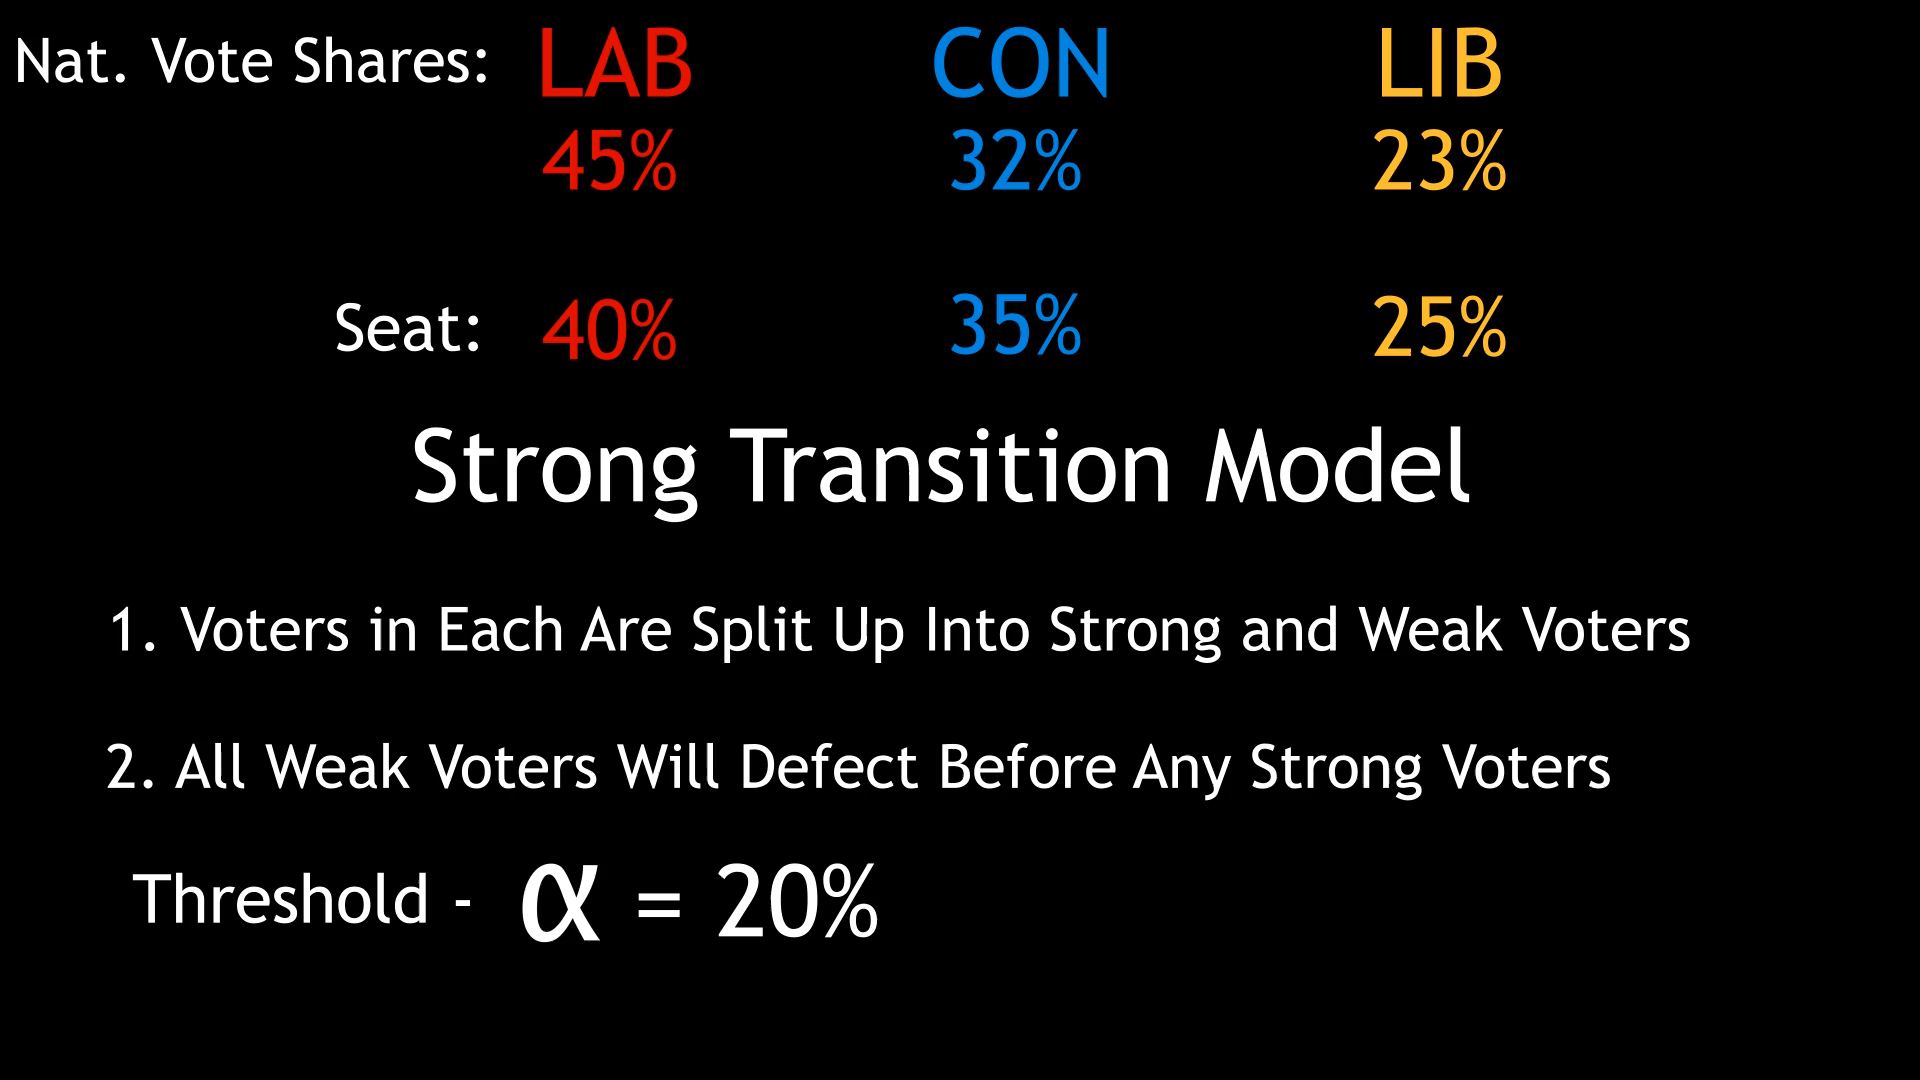 Nat. Vote Shares: LAB CON LIB
45% 32% 23%
Seat: 40% 35% 25%
Strong Transition Model
1. Voters in Each Are Split Up Into Strong and Weak Voters
2. All Weak Voters Will Defect Before Any Strong Voters
Threshold - α = 20%